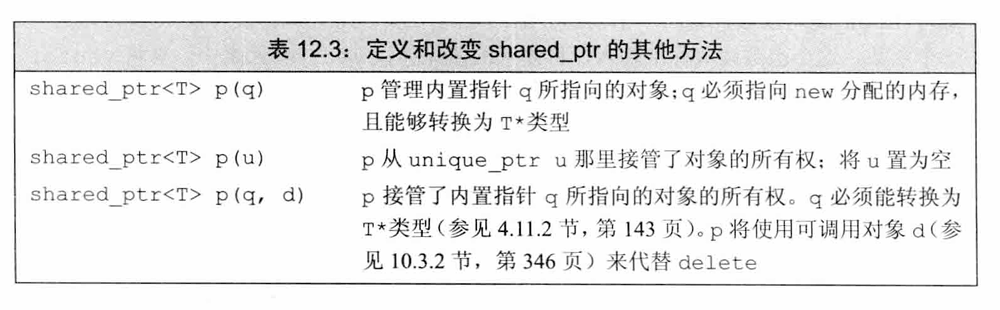 表 12.3：定义和改变 shared_ptr 的其他方法
shared_ptr<T> p(q) p 管理内置指针 q 所指向的对象；q 必须指向 new 分配的内存，
且能够转换为 T*类型
shared_ptr<T> p(u) p 从 unique_ptr u 那里接管了对象的所有权；将 u 置为空
shared_ptr<T> p(q, d) p 接管了内置指针 q 所指向的对象的所有权。q 必须能转换为
T*类型（参见 4.11.2 节，第 143 页）。p 将使用可调用对象 d（参
见 10.3.2 节，第 346 页）来代替 delete